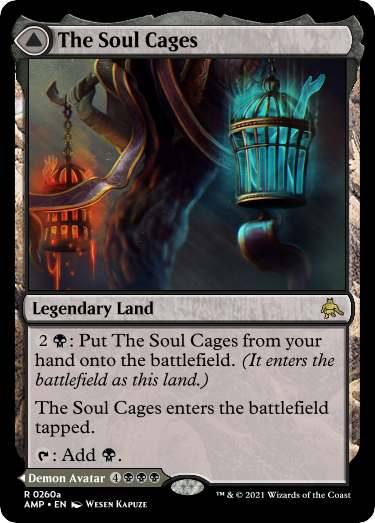 The Soul Cages
Legendary Land
2 : Put The Soul Cages from your
hand onto the battlefield. (It enters the
battlefield as this land.)
The Soul Cages enters the battlefield
tapped.
: Add .
Demon Avatar 4
R 0260a
AMP • EN Wesen Kapuze
™ & © 2021 Wizards of the Coast